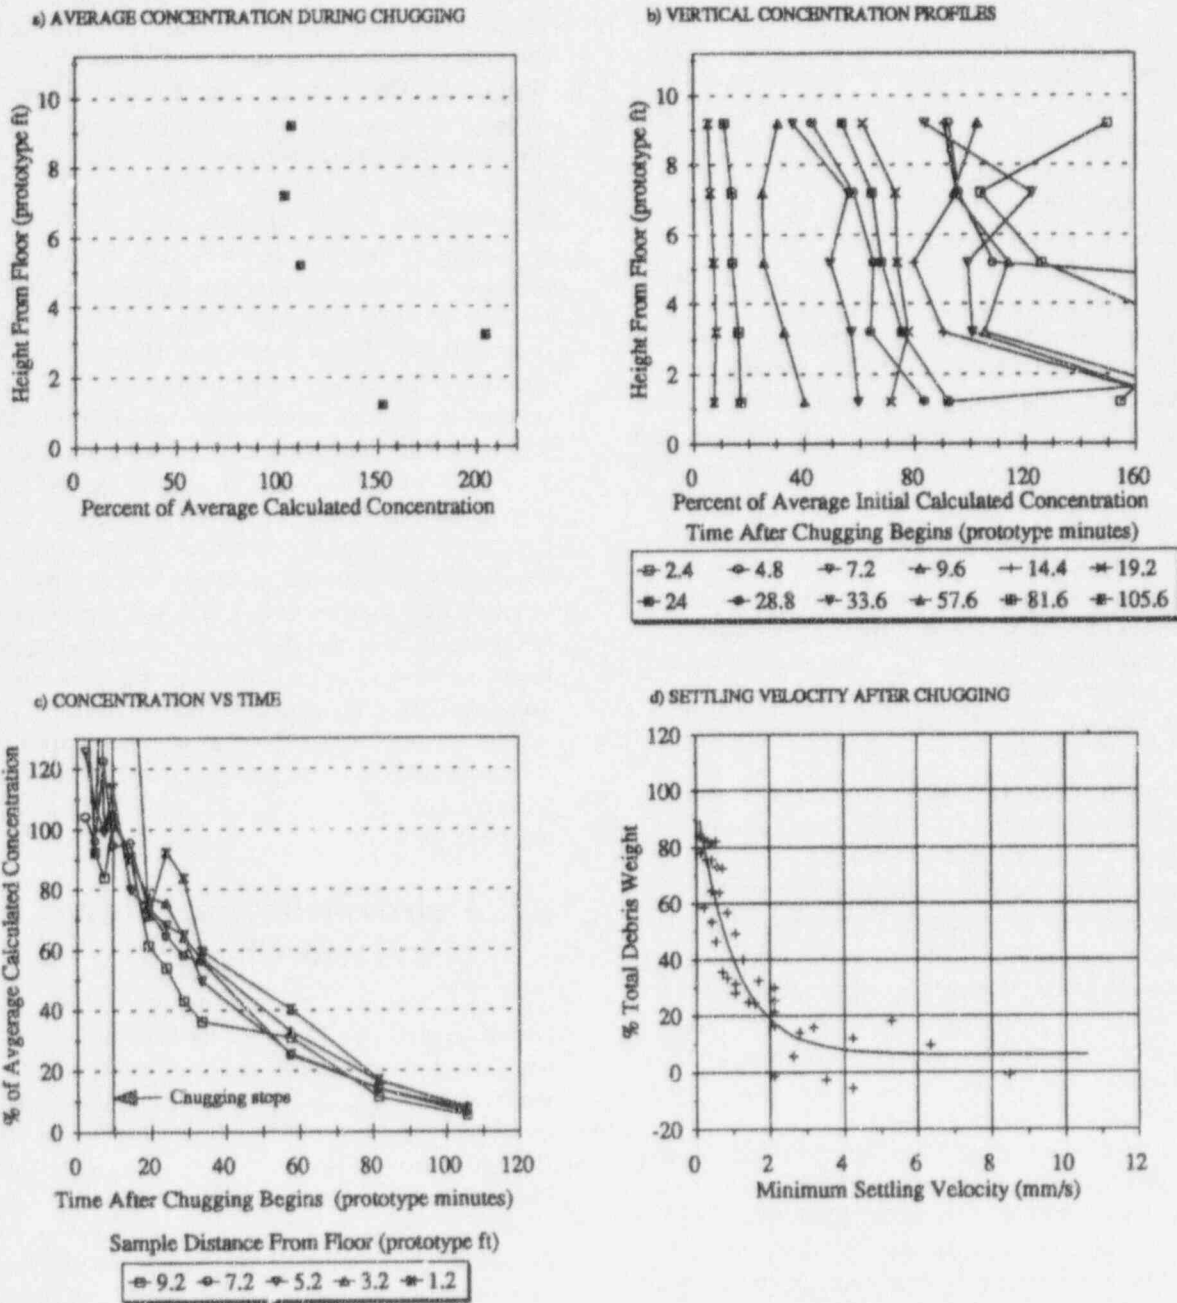 a) AVERAGE CONCENTRATION DURING CHUGGING
Height From Floor (prototype ft)
10
8
6
4
2
0
0 50 100 150 200
Percent of Average Calculated Concentration
b) VERTICAL CONCENTRATION PROFILES
Height From Floor (prototype ft)
10
8
6
4
2
0
0 40 80 120 160
Percent of Average Initial Calculated Concentration
Time After Chugging Begins (prototype minutes)
2.4 4.8 7.2 9.6 14.4 19.2
24 28.8 33.6 57.6 81.6 105.6
c) CONCENTRATION VS TIME
% of Avgerage Calculated Concentration
120
100
80
60
40
20
0
Chugging stops
0 20 40 60 80 100 120
Time After Chugging Begins (prototype minutes)
Sample Distance From Floor (prototype ft)
9.2 7.2 5.2 3.2 1.2
d) SETTLING VELOCITY AFTER CHUGGING
% Total Debris Weight
120
100
80
60
40
20
0
-20
0 2 4 6 8 10 12
Minimum Settling Velocity (mm/s)